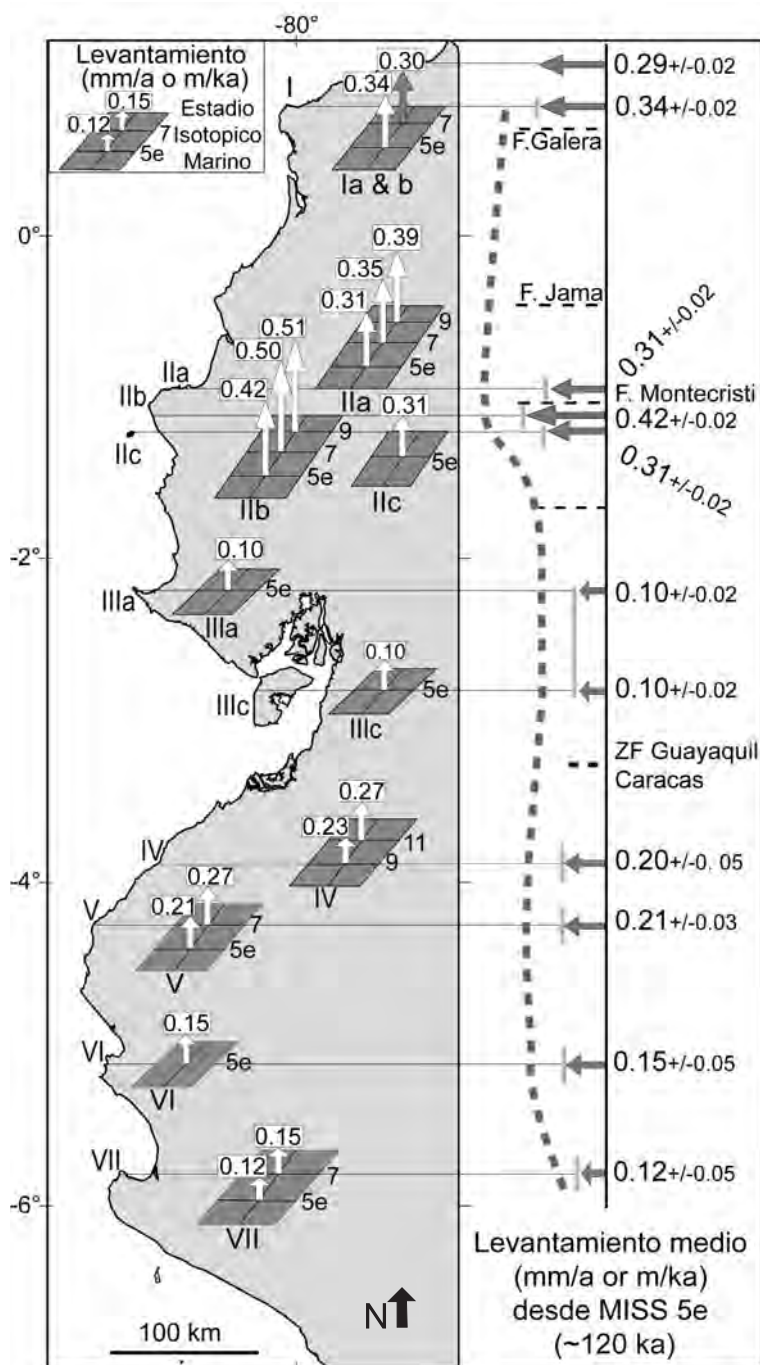 -80°
Levantamiento
(mm/a o m/ka)
0.15
0.12
Estadio
7 Isotopico
5e Marino
I
0.30
0.34
7
5e
Ia & b
0.29+/-0.02
0.34+/-0.02
F.Galera
0°
0.39
0.35
0.31
9
7
5e
IIa
F. Jama
0.31+/-0.02
IIa
IIb
IIc
0.51
0.50
0.42
9
7
5e
IIb
0.31
5e
IIc
F. Montecristi
0.42+/-0.02
0.31+/-0.02
-2°
0.10
5e
IIIa
IIIa
0.10+/-0.02
0.10
5e
IIIc
IIIc
0.10+/-0.02
ZF Guayaquil
Caracas
0.27
0.23
11
9
IV
IV
0.20+/-0.05
-4°
0.27
0.21
7
5e
V
V
0.21+/-0.03
0.15
5e
VI
VI
0.15+/-0.05
0.15
0.12
7
5e
VII
VII
0.12+/-0.05
-6°
Levantamiento medio
(mm/a or m/ka)
desde MISS 5e
(~120 ka)
N
100 km